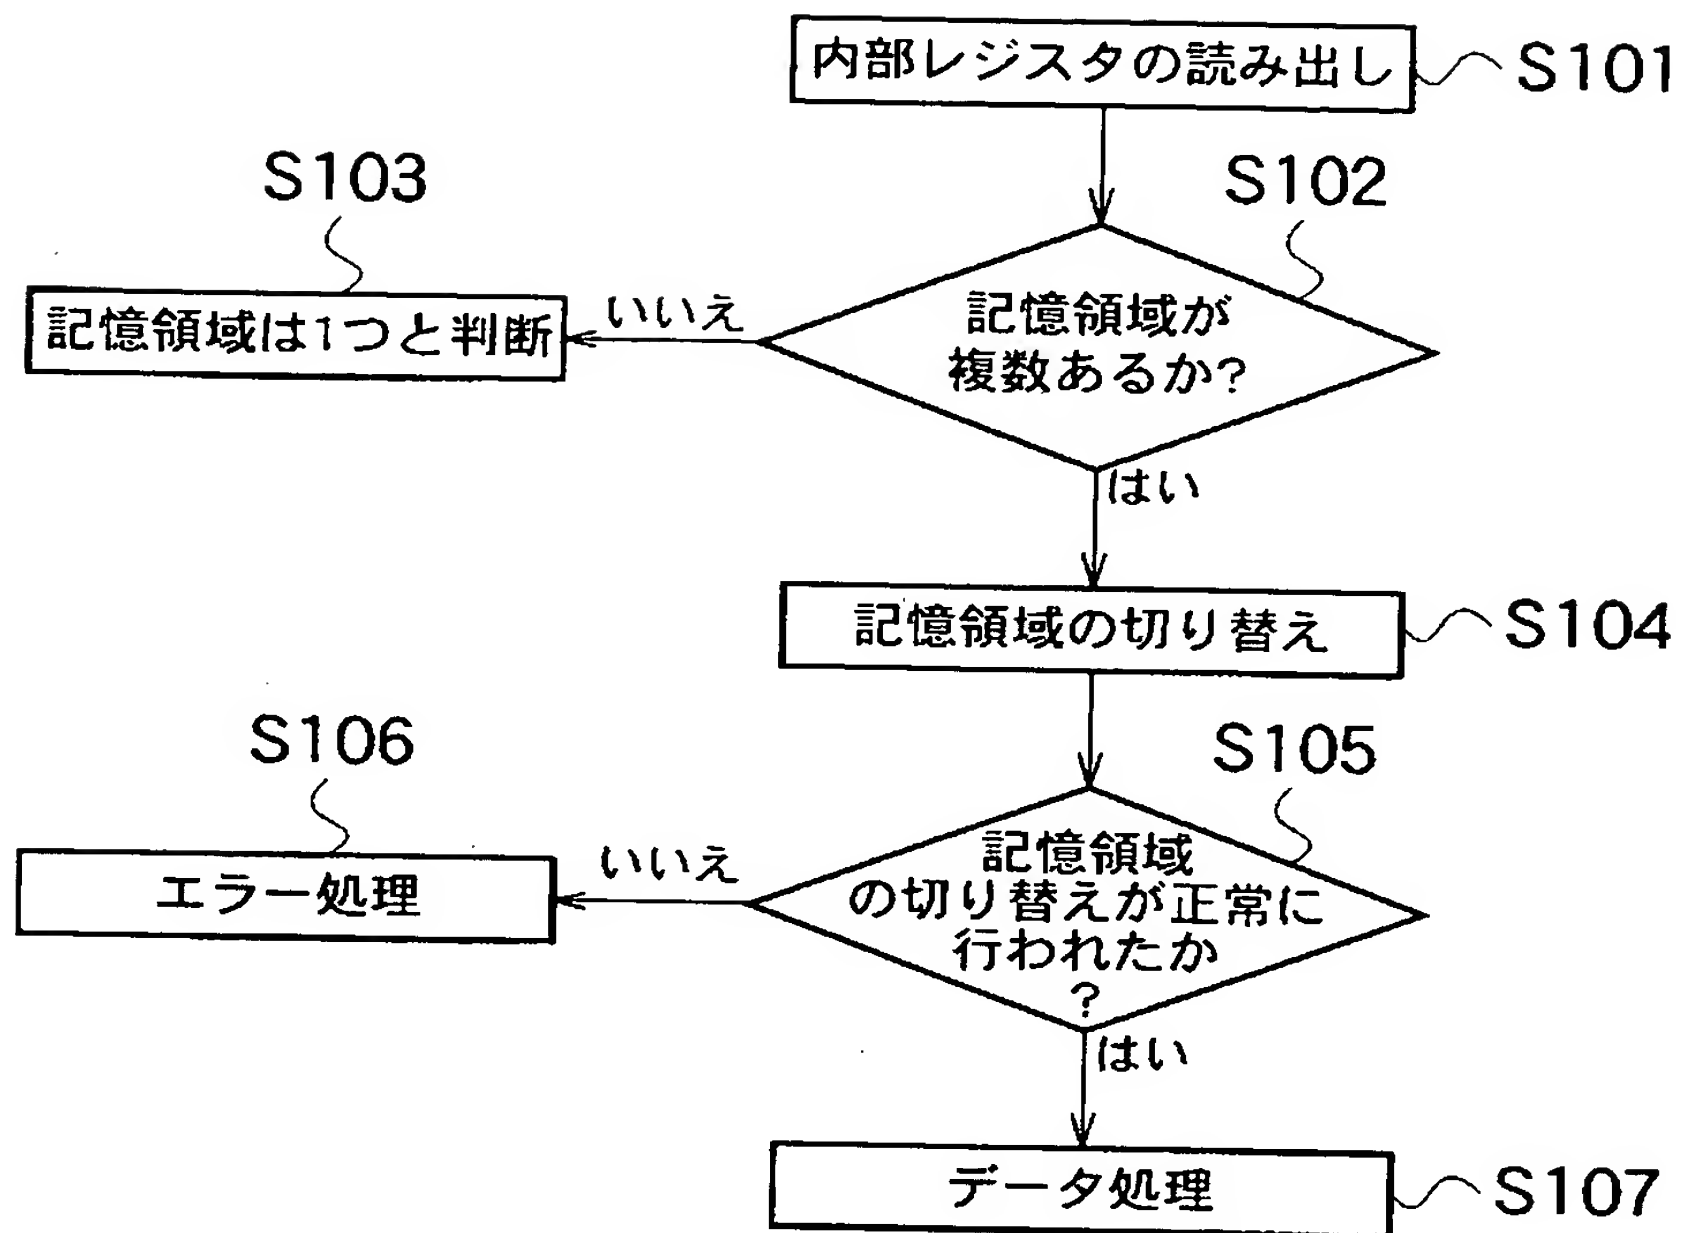 内部レジスタの読み出し
S101
S103
S102
記憶領域は1つと判断
いいえ
記憶領域が
複数あるか?
はい
記憶領域の切り替え
S104
S106
S105
エラー処理
いいえ
記憶領域
の切り替えが正常に
行われたか
?
はい
データ処理
S107